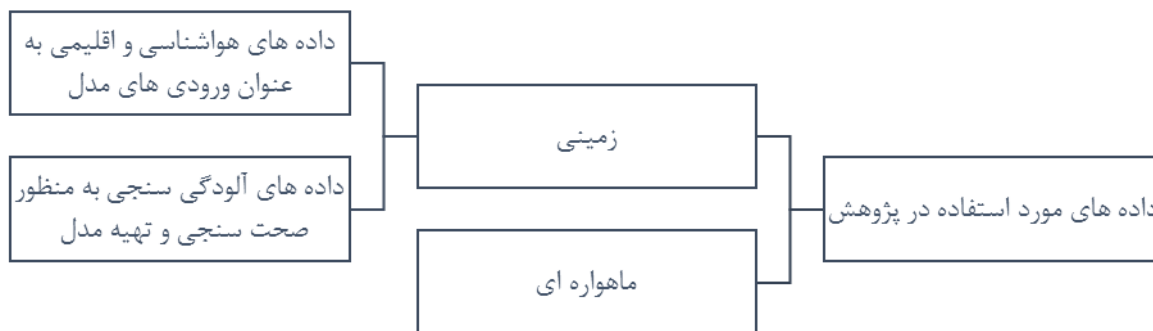 داده های مورد استفاده در پژوهش
زمینی
داده های هواشناسی و اقلیمی به
عنوان ورودی های مدل
داده های آلودگی سنجی به منظور
صحت سنجی و تهیه مدل
ماهواره ای